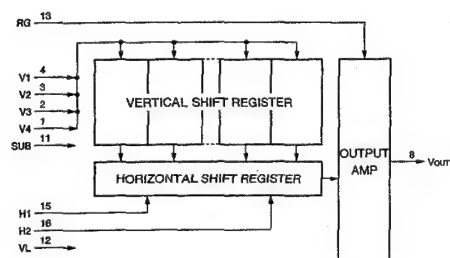 RG 13
V1 4
V2 3
V3 2
V4 1
SUB 11
VERTICAL SHIFT REGISTER
HORIZONTAL SHIFT REGISTER
OUTPUT
AMP
8 VOUT
H1 15
H2 16
VL 12